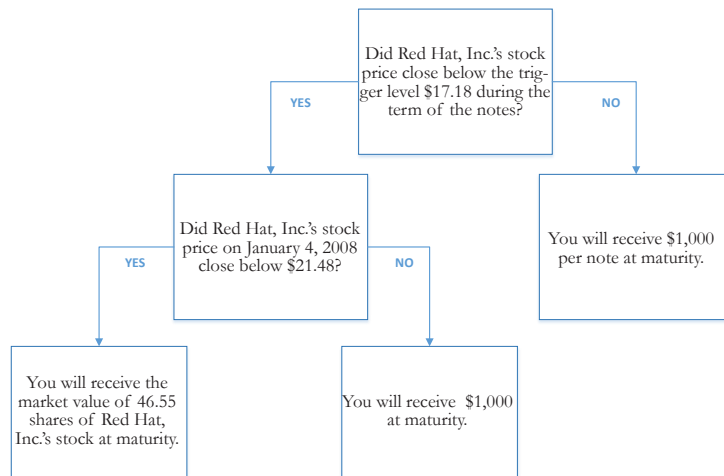 Did Red Hat, Inc.'s stock
price close below the trig-
ger level $17.18 during the
term of the notes?
YES
NO
Did Red Hat, Inc.'s stock
price on January 4, 2008
close below $21.48?
You will receive $1,000
per note at maturity.
YES
NO
You will receive the
market value of 46.55
shares of Red Hat,
Inc.'s stock at maturity.
You will receive $1,000
at maturity.